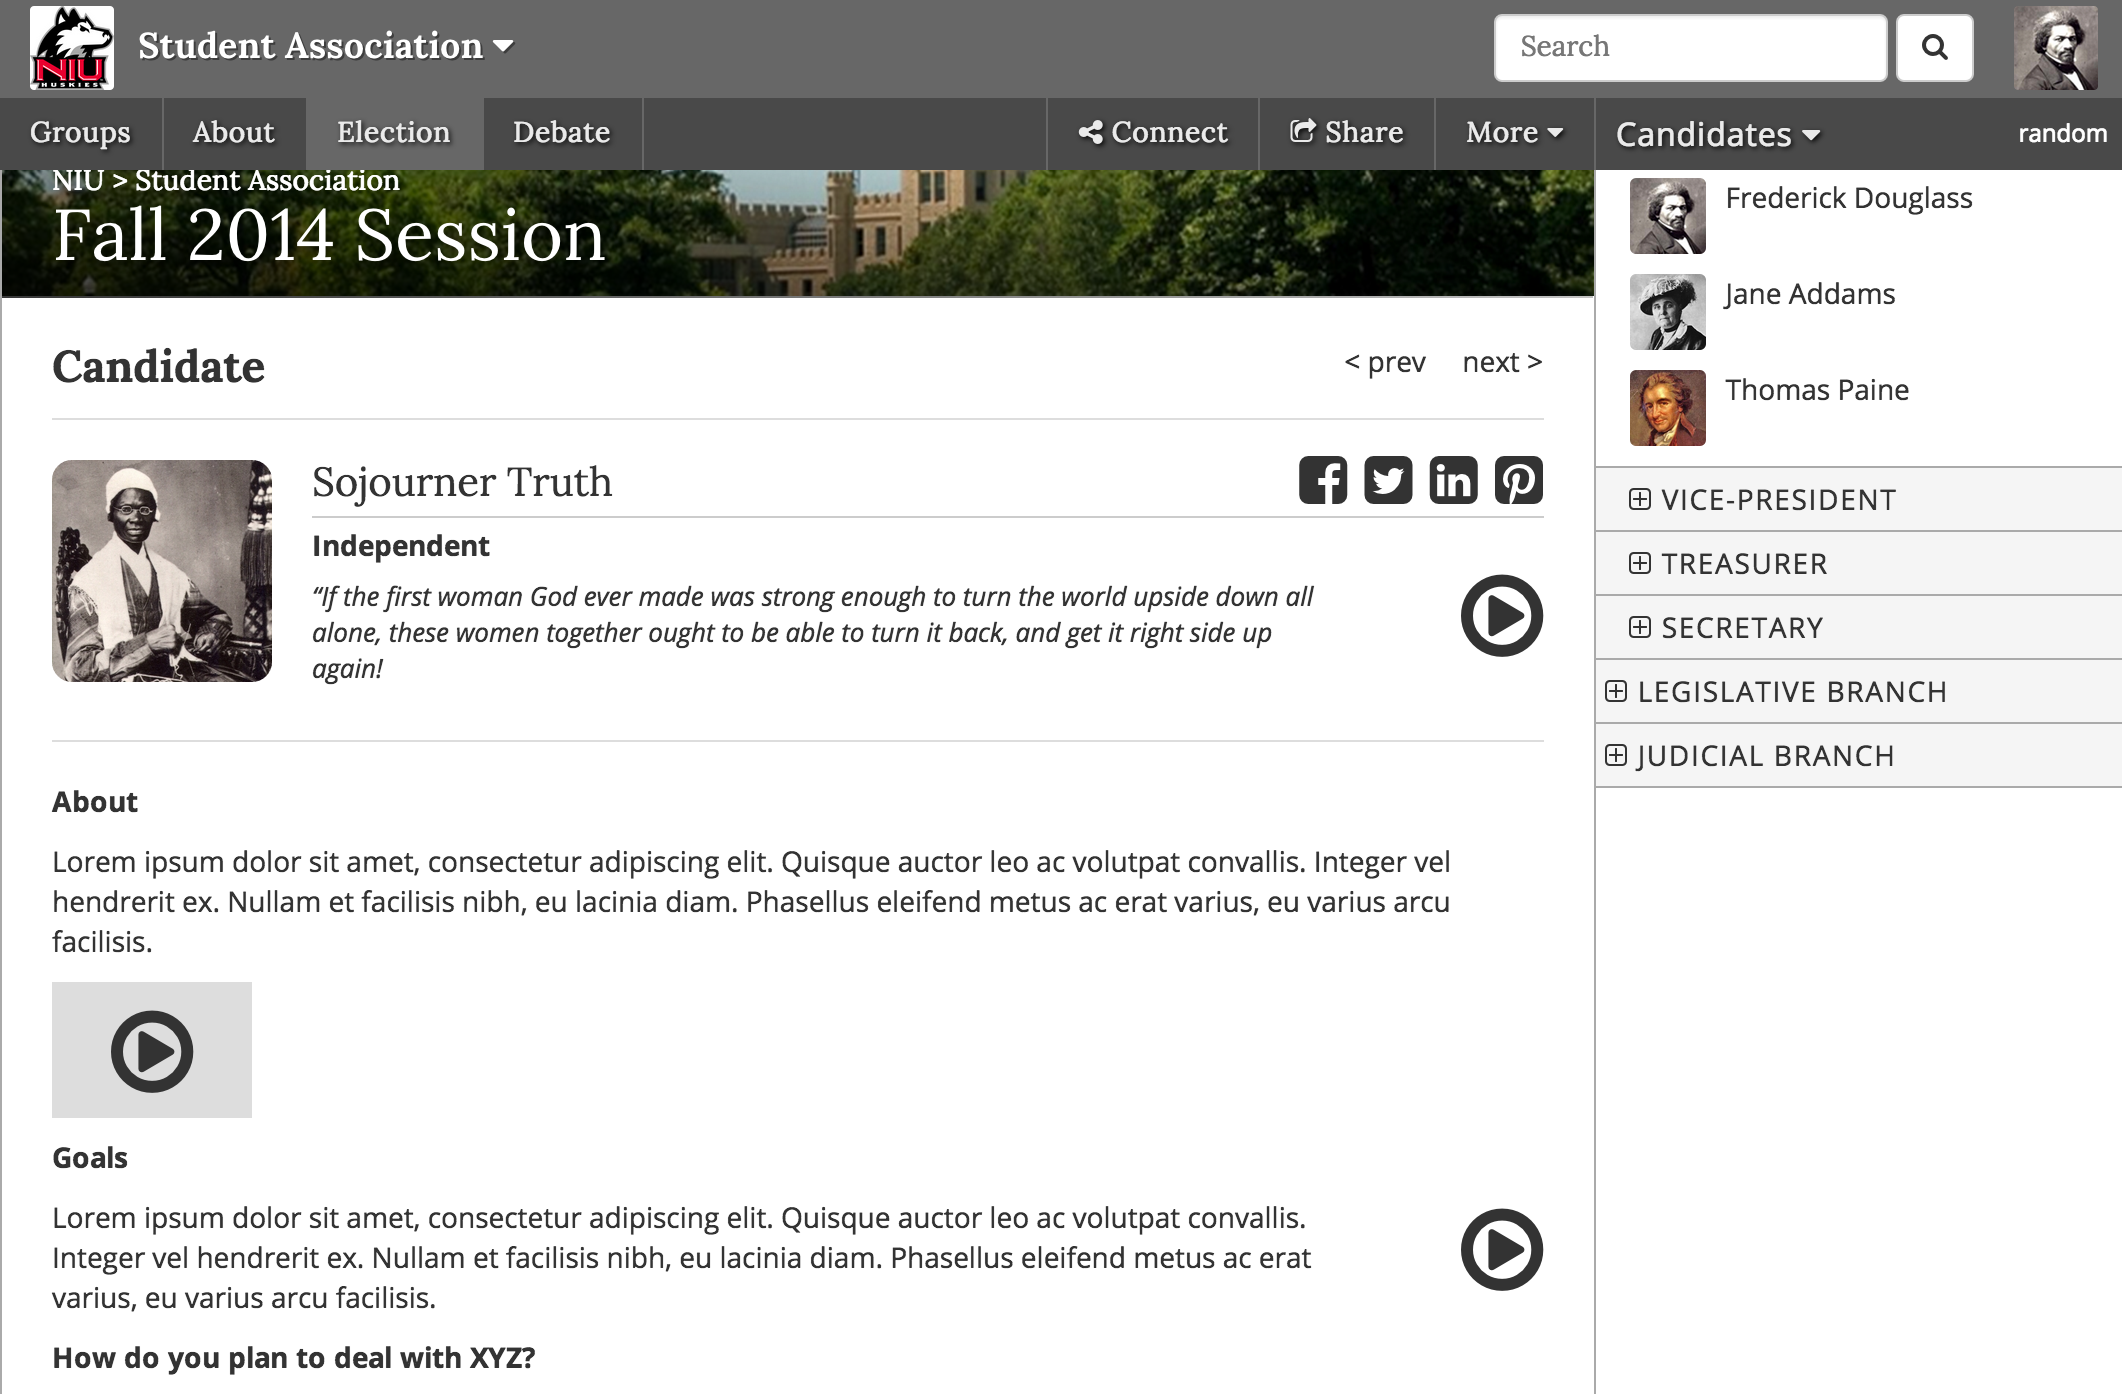 NIU
HUSKIES
Student Association
Search
Groups
About
Election
Debate
Connect
Share
More
Candidates
random
NIU > Student Association
Fall 2014 Session
Candidate
< prev
next >
Sojourner Truth
Independent
“If the first woman God ever made was strong enough to turn the world upside down all
alone, these women together ought to be able to turn it back, and get it right side up
again!
About
Lorem ipsum dolor sit amet, consectetur adipiscing elit. Quisque auctor leo ac volutpat convallis. Integer vel
hendrerit ex. Nullam et facilisis nibh, eu lacinia diam. Phasellus eleifend metus ac erat varius, eu varius arcu
facilisis.
Goals
Lorem ipsum dolor sit amet, consectetur adipiscing elit. Quisque auctor leo ac volutpat convallis.
Integer vel hendrerit ex. Nullam et facilisis nibh, eu lacinia diam. Phasellus eleifend metus ac erat
varius, eu varius arcu facilisis.
How do you plan to deal with XYZ?
Frederick Douglass
Jane Addams
Thomas Paine
VICE-PRESIDENT
TREASURER
SECRETARY
LEGISLATIVE BRANCH
JUDICIAL BRANCH